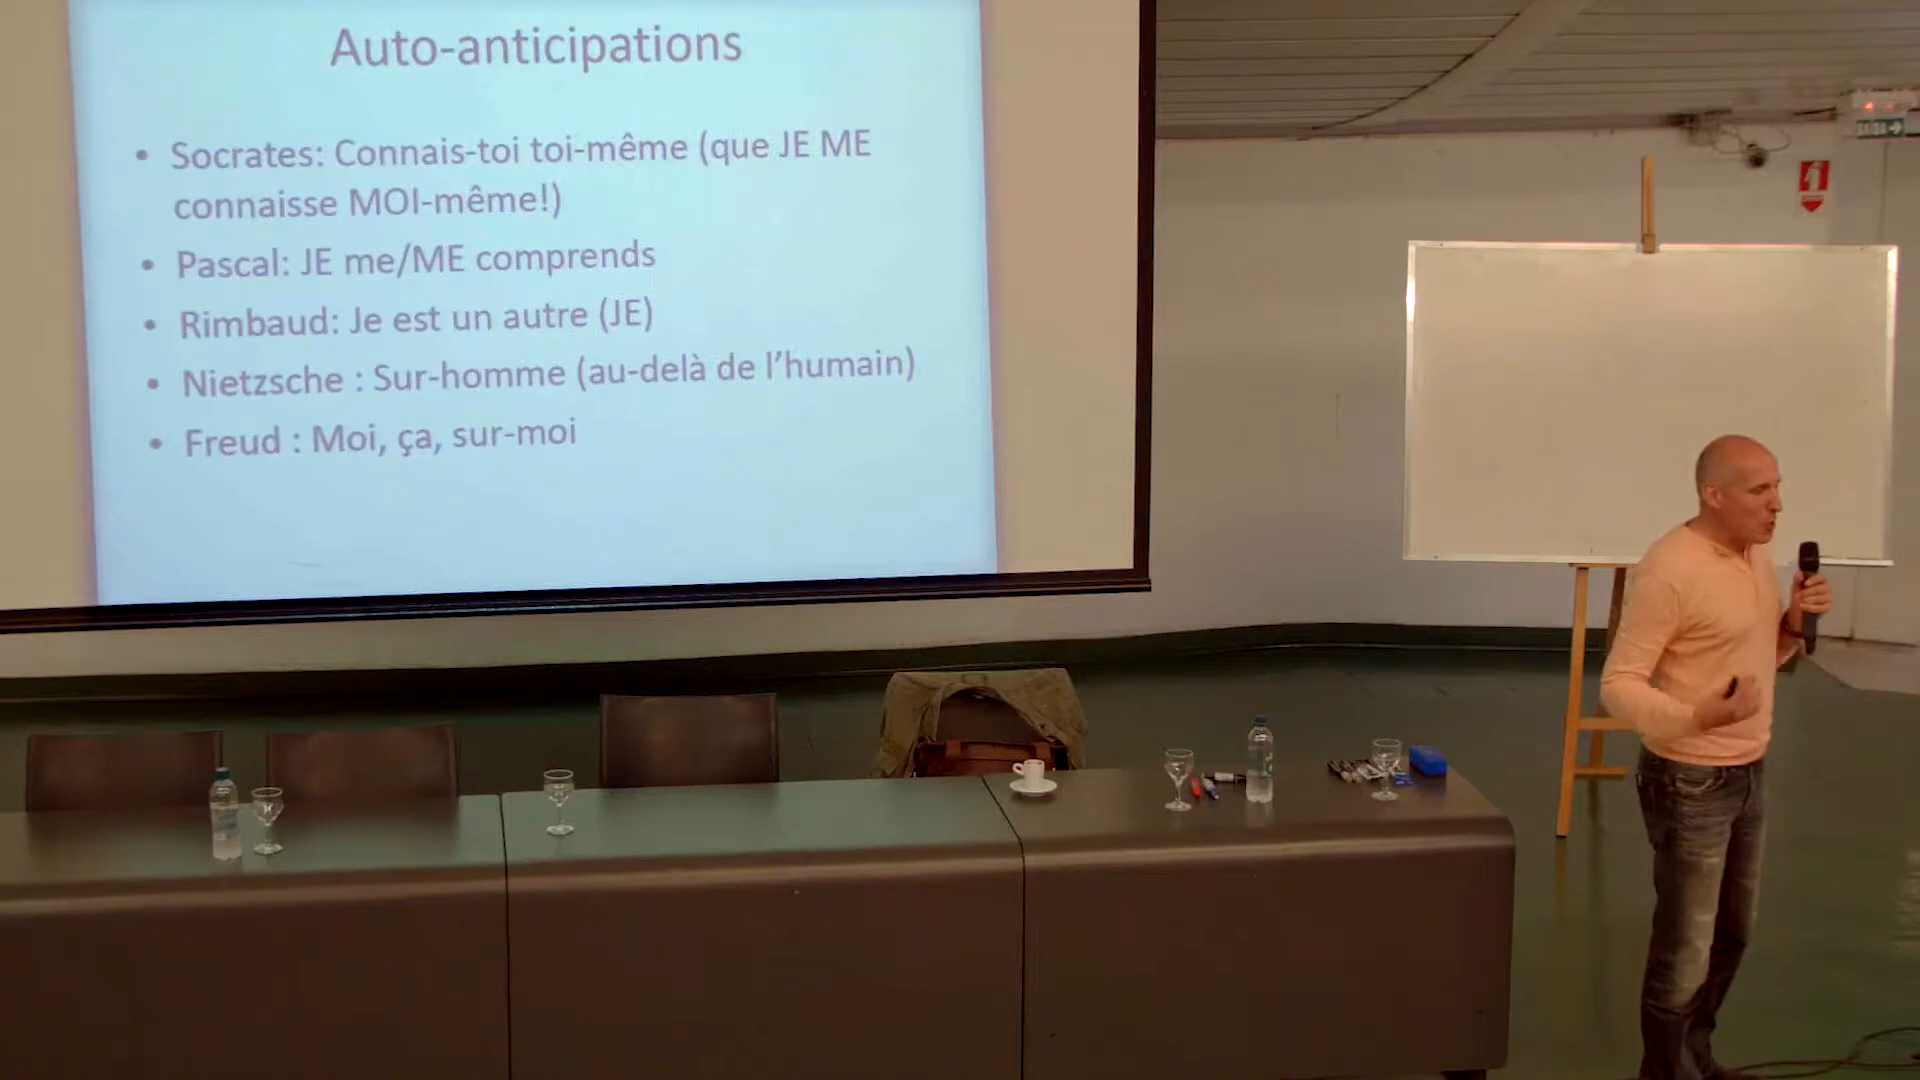 Auto-anticipations
• Socrates: Connais-toi toi-même (que JE ME
connaisse MOI-même!)
• Pascal: JE me/ME comprends
• Rimbaud: Je est un autre (JE)
• Nietzsche : Sur-homme (au-delà de l’humain)
• Freud : Moi, ça, sur-moi